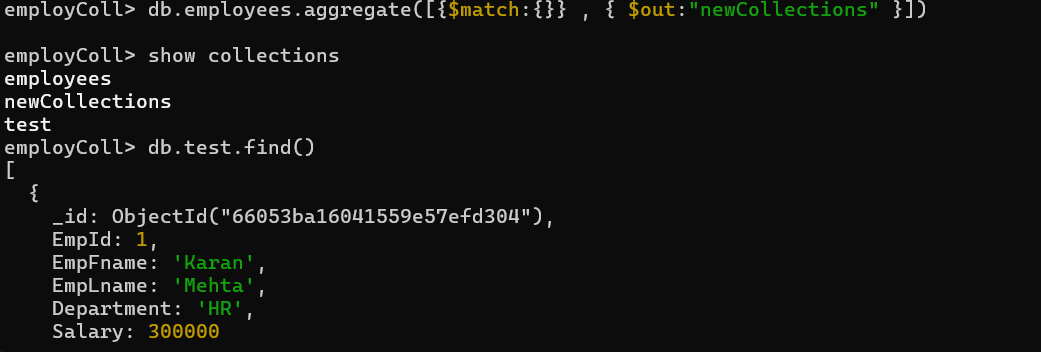 employColl> db.employees.aggregate([{$match:{}} , { $out:"newCollections" }])
employColl> show collections
employees
newCollections
test
employColl> db.test.find()
[
  {
    _id: ObjectId("66053ba16041559e57efd304"),
    EmpId: 1,
    EmpFname: 'Karan',
    EmpLname: 'Mehta',
    Department: 'HR',
    Salary: 300000